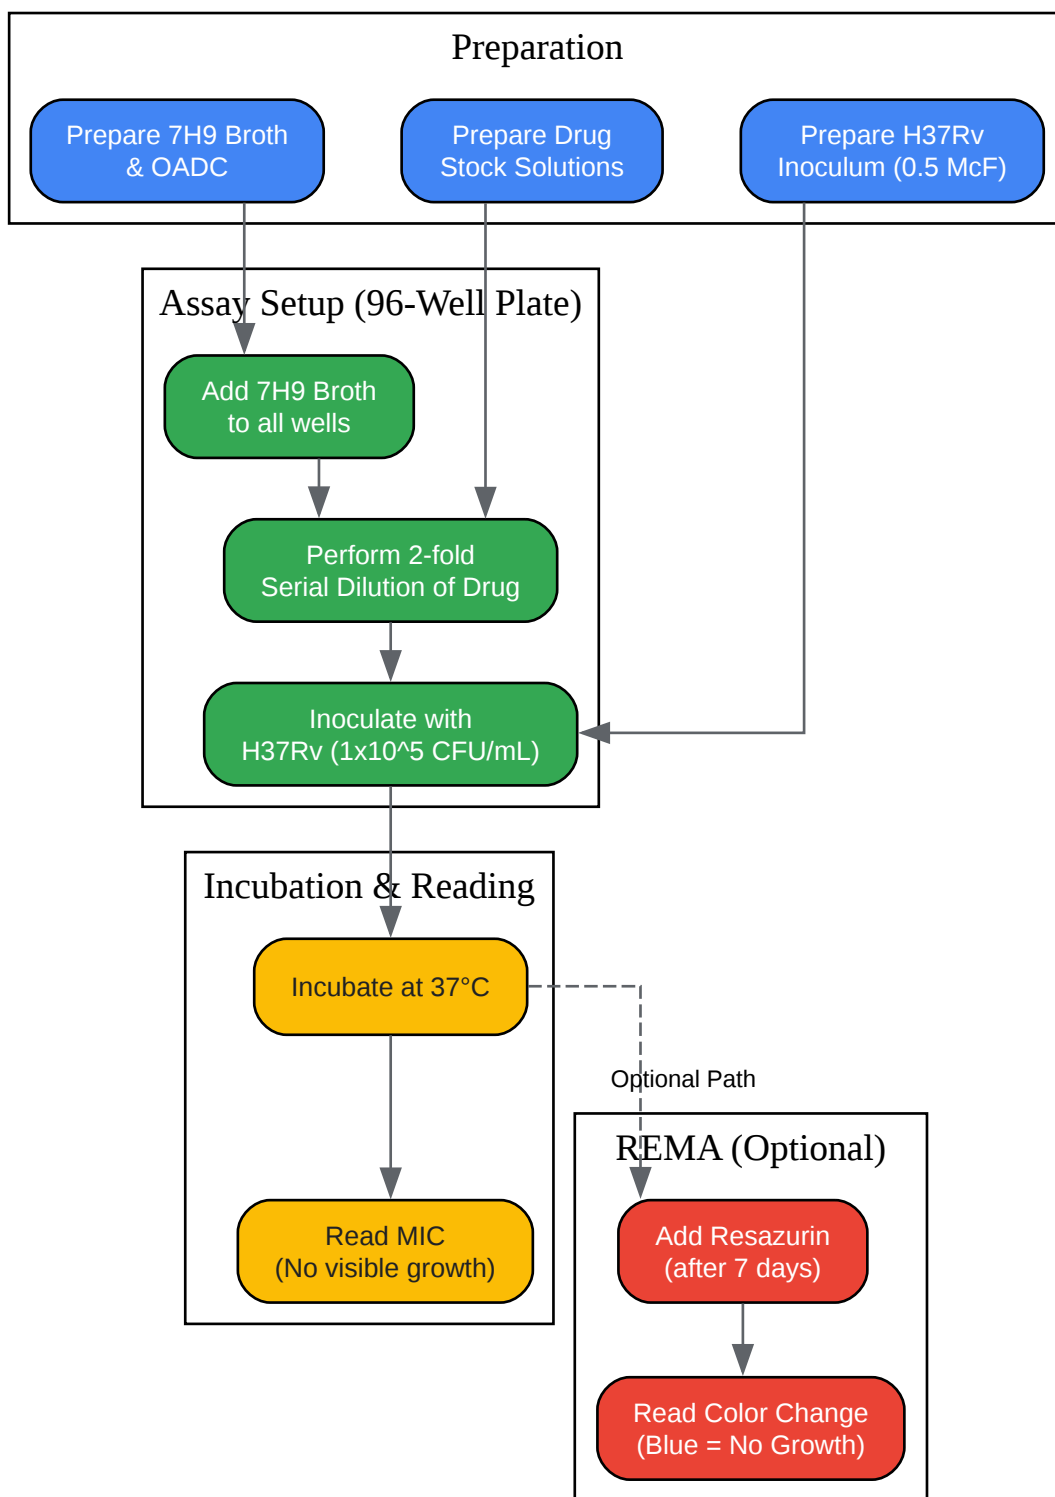 Preparation
Prepare 7H9 Broth
& OADC
Prepare Drug
Stock Solutions
Prepare H37Rv
Inoculum (0.5 McF)
Assay Setup (96-Well Plate)
Add 7H9 Broth
to all wells
Perform 2-fold
Serial Dilution of Drug
Inoculate with
H37Rv (1x10^5 CFU/mL)
Incubation & Reading
Incubate at 37°C
Optional Path
Read MIC
(No visible growth)
REMA (Optional)
Add Resazurin
(after 7 days)
Read Color Change
(Blue = No Growth)